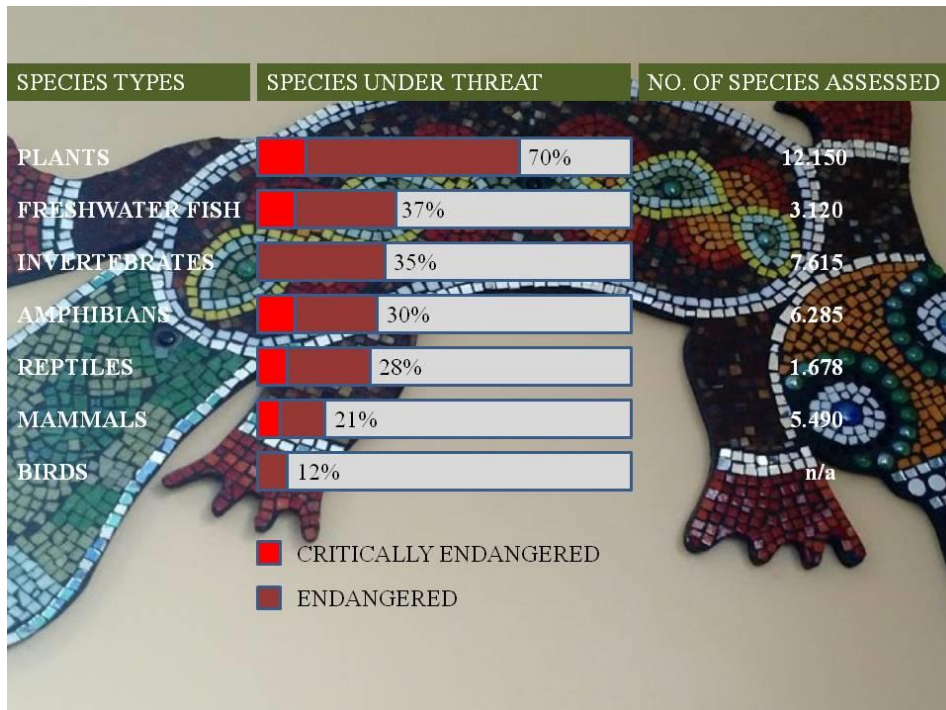 SPECIES TYPES SPECIES UNDER THREAT NO. OF SPECIES ASSESSED
PLANTS 70% 12.150
FRESHWATER FISH 37% 3.120
INVERTEBRATES 35% 7.615
AMPHIBIANS 30% 6.285
REPTILES 28% 1.678
MAMMALS 21% 5.490
BIRDS 12% n/a
CRITICALLY ENDANGERED
ENDANGERED